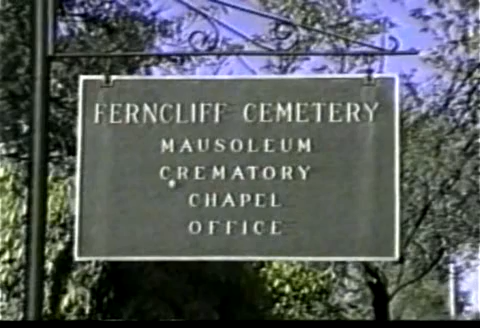 FERNCLIFF CEMETERY
MAUSOLEUM
CREMATORY
CHAPEL
OFFICE